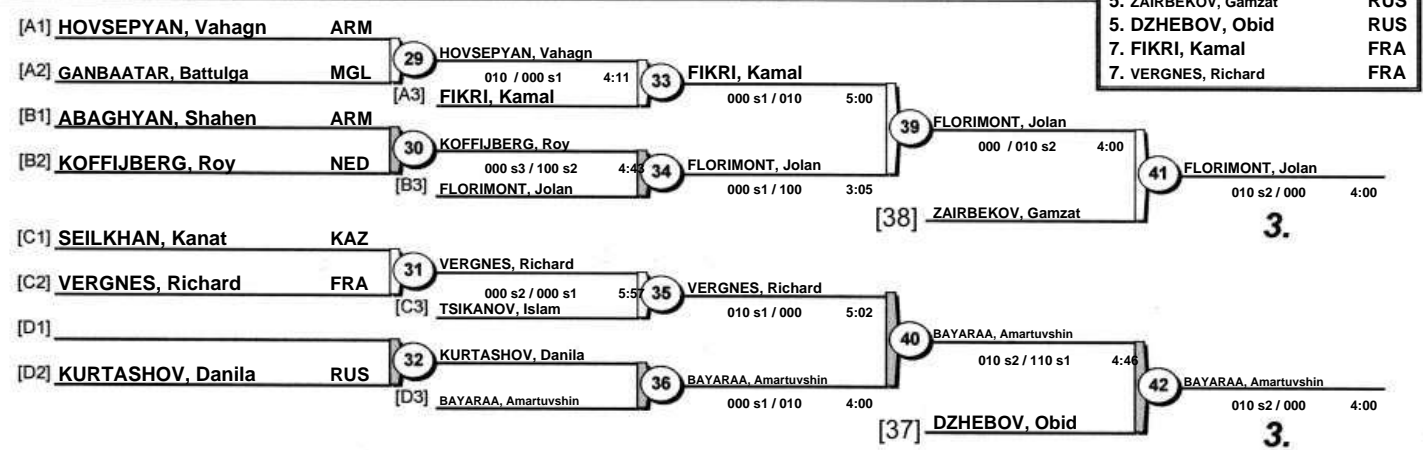 5. ZAIRBEKOV, Gamzat RUS
5. DZHEBOV, Obid RUS
7. FIKRI, Kamal FRA
7. VERGNES, Richard FRA
[A1] HOVSEPYAN, Vahagn ARM
[A2] GANBAATAR, Battulga MGL
29
HOVSEPYAN, Vahagn
010 / 000 s1 4:11
[A3] FIKRI, Kamal
33
FIKRI, Kamal
000 s1 / 010 5:00
[B1] ABAGHYAN, Shahen ARM
[B2] KOFFIJBERG, Roy NED
30
KOFFIJBERG, Roy
000 s3 / 100 s2 4:43
[B3] FLORIMONT, Jolan
34
FLORIMONT, Jolan
000 s1 / 100 3:05
39
FLORIMONT, Jolan
000 / 010 s2 4:00
[38] ZAIRBEKOV, Gamzat
41
FLORIMONT, Jolan
010 s2 / 000 4:00
3.
[C1] SEILKHAN, Kanat KAZ
[C2] VERGNES, Richard FRA
31
VERGNES, Richard
000 s2 / 000 s1 5:57
[C3] TSIKANOV, Islam
35
VERGNES, Richard
010 s1 / 000 5:02
[D1]
[D2] KURTASHOV, Danila RUS
32
KURTASHOV, Danila
[D3] BAYARAA, Amartuvshin
36
BAYARAA, Amartuvshin
000 s1 / 010 4:00
40
BAYARAA, Amartuvshin
010 s2 / 110 s1 4:46
[37] DZHEBOV, Obid
42
BAYARAA, Amartuvshin
010 s2 / 000 4:00
3.